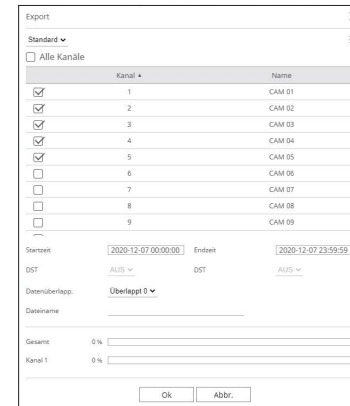 Export
Standard
Alle Kanäle
Kanal Name
1 CAM 01
2 CAM 02
3 CAM 03
4 CAM 04
5 CAM 05
6 CAM 06
7 CAM 07
8 CAM 08
9 CAM 09
Startzeit 2020-12-07 00:00:00 Endzeit 2020-12-07 23:59:59
DST AUS DST AUS
Datenüberlapp. Überlappt 0
Dateiname
Gesamt 0 %
Kanal 1 0 %
Ok Abbr.